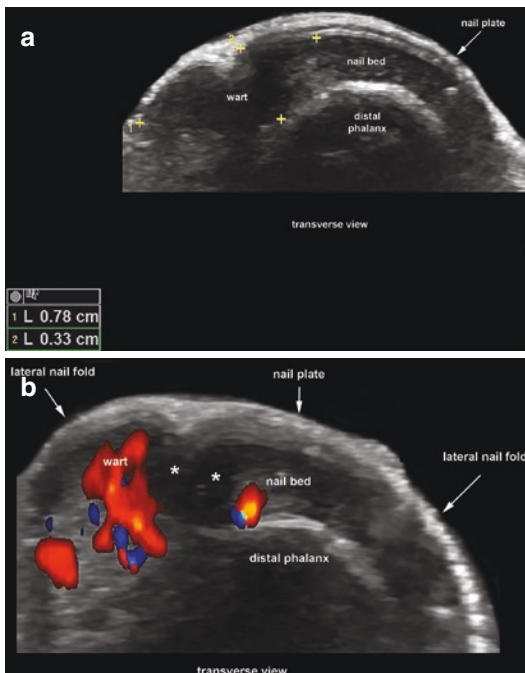 a
nail plate
nail bed
wart
distal
phalanx
transverse view
1 L 0.78 cm
2 L 0.33 cm
b
lateral nail fold
nail plate
lateral nail fold
wart
* *
nail bed
distal phalanx
transverse view